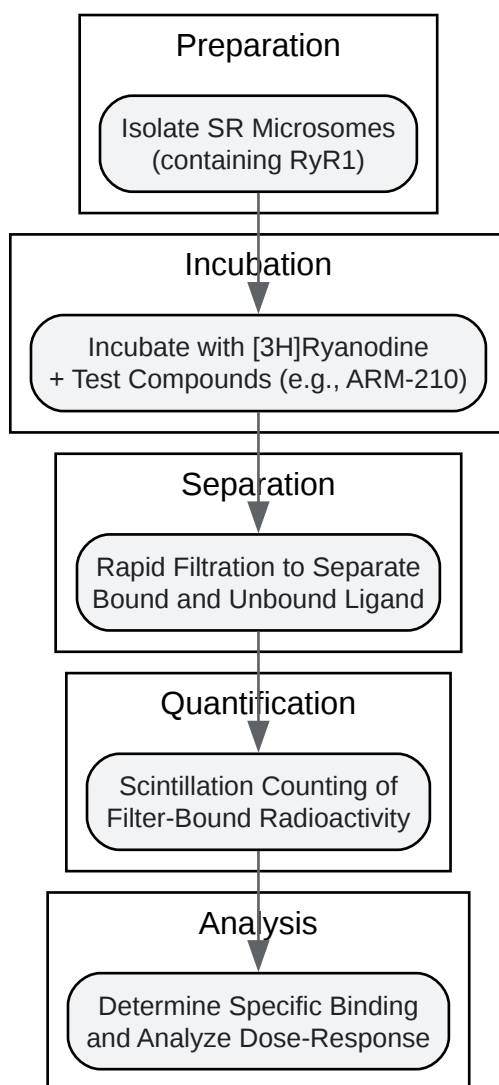 Preparation
Isolate SR Microsomes
(containing RyR1)
Incubation
Incubate with [3H]Ryanodine
+ Test Compounds (e.g., ARM-210)
Separation
Rapid Filtration to Separate
Bound and Unbound Ligand
Quantification
Scintillation Counting of
Filter-Bound Radioactivity
Analysis
Determine Specific Binding
and Analyze Dose-Response